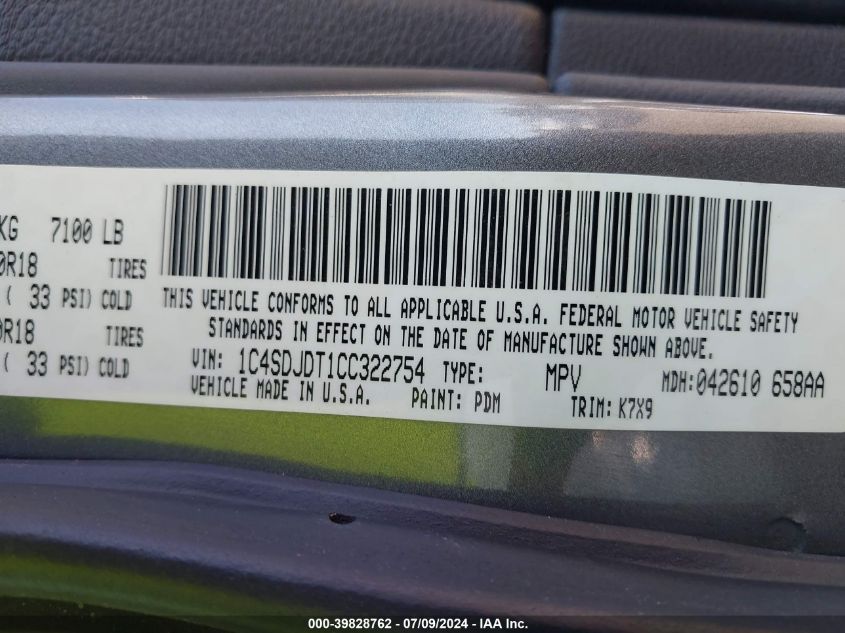 KG 7100 LB
0R18 TIRES
( 33 PSI) COLD
0R18 TIRES
( 33 PSI) COLD
THIS VEHICLE CONFORMS TO ALL APPLICABLE U.S.A. FEDERAL MOTOR VEHICLE SAFETY
STANDARDS IN EFFECT ON THE DATE OF MANUFACTURE SHOWN ABOVE.
VIN: 1C4SDJDT1CC322754 TYPE: MPV MDH: 042610 658AA
VEHICLE MADE IN U.S.A. PAINT: PDM TRIM: K7X9
000-39828762 / 07/09/2024 - IAA Inc.